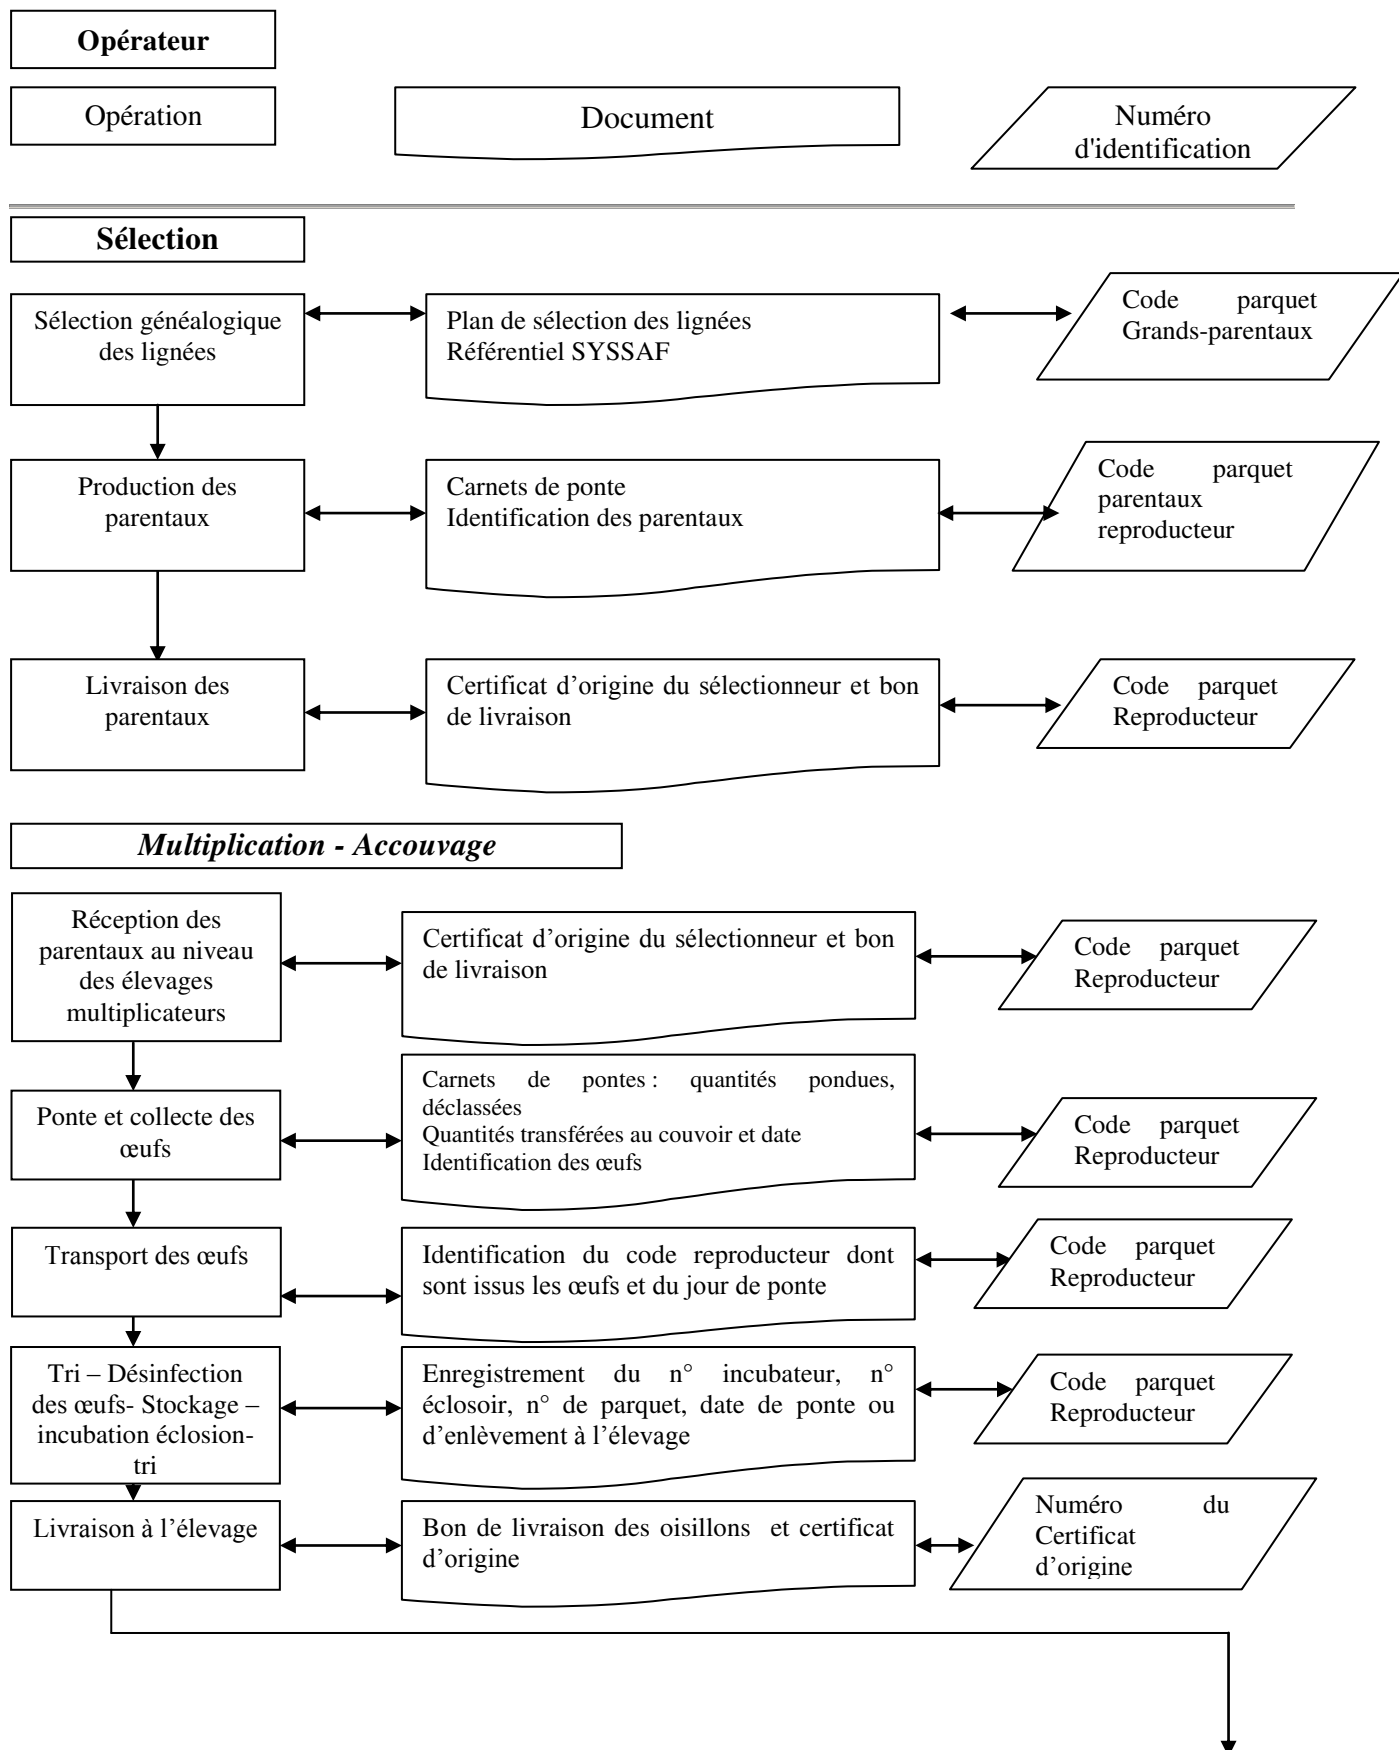 Opérateur
Opération
Document
Numéro
d'identification
Sélection
Sélection généalogique
des lignées
Plan de sélection des lignées
Référentiel SYSSAF
Code parquet
Grands-parentaux
Production des
parentaux
Carnets de ponte
Identification des parentaux
Code parquet
parentaux
reproducteur
Livraison des
parentaux
Certificat d’origine du sélectionneur et bon
de livraison
Code parquet
Reproducteur
Multiplication - Accouvage
Réception des
parentaux au niveau
des élevages
multiplicateurs
Certificat d’origine du sélectionneur et bon
de livraison
Code parquet
Reproducteur
Ponte et collecte des
œufs
Carnets de pontes : quantités pondues,
déclassées
Quantités transférées au couvoir et date
Identification des œufs
Code parquet
Reproducteur
Transport des œufs
Identification du code reproducteur dont
sont issus les œufs et du jour de ponte
Code parquet
Reproducteur
Tri – Désinfection
des œufs- Stockage –
incubation éclosion-
tri
Enregistrement du n° incubateur, n°
éclosoir, n° de parquet, date de ponte ou
d’enlèvement à l’élevage
Code parquet
Reproducteur
Livraison à l’élevage
Bon de livraison des oisillons et certificat
d’origine
Numéro du
Certificat
d’origine